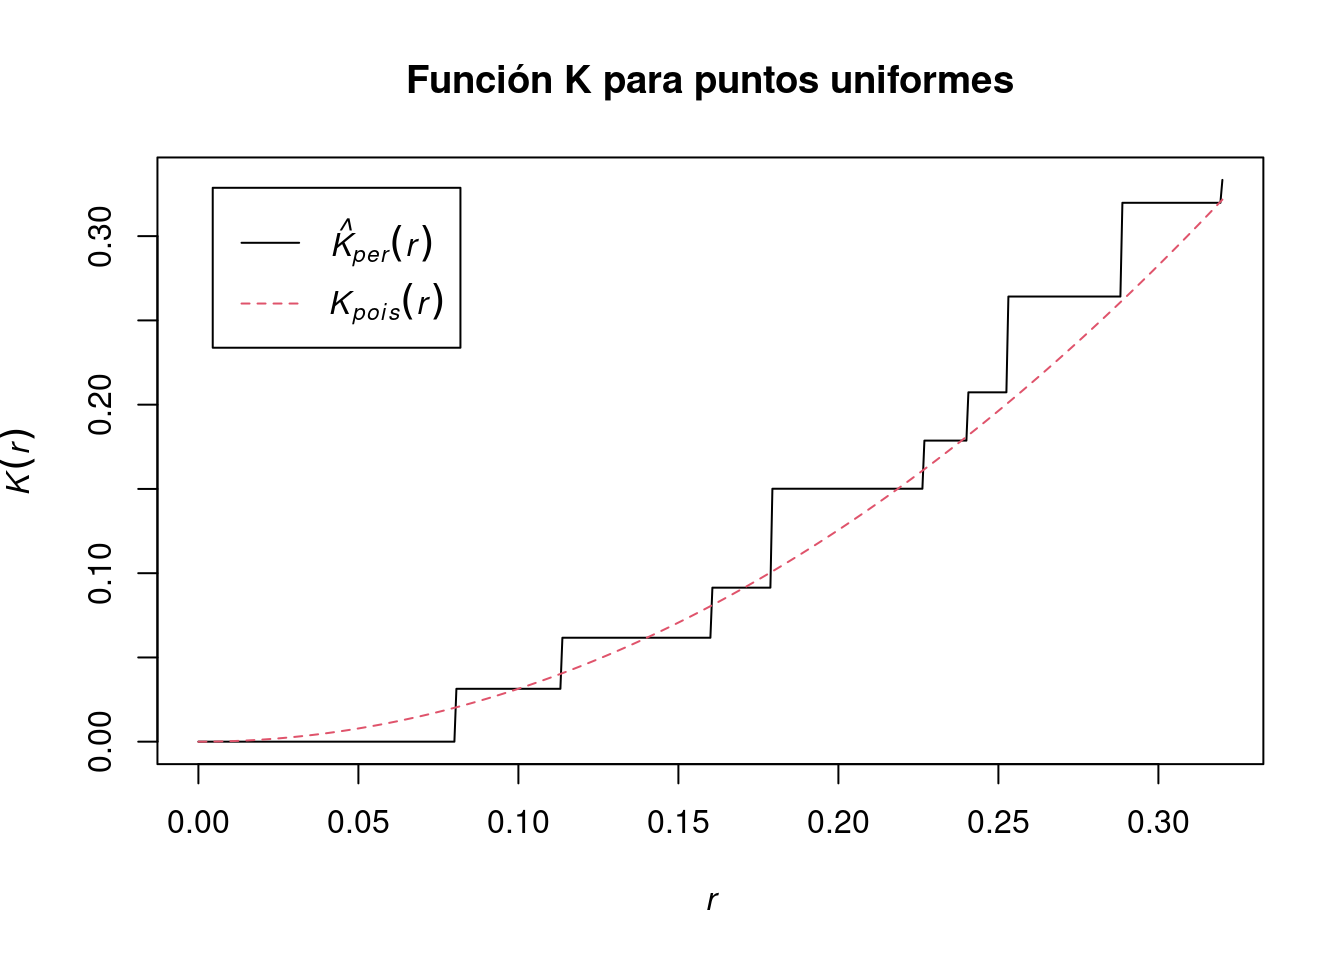 Función K para puntos uniformes
K̂per(r)
Kpois(r)
K(r)
0.30
0.20
0.10
0.00
0.00 0.05 0.10 0.15 0.20 0.25 0.30
r